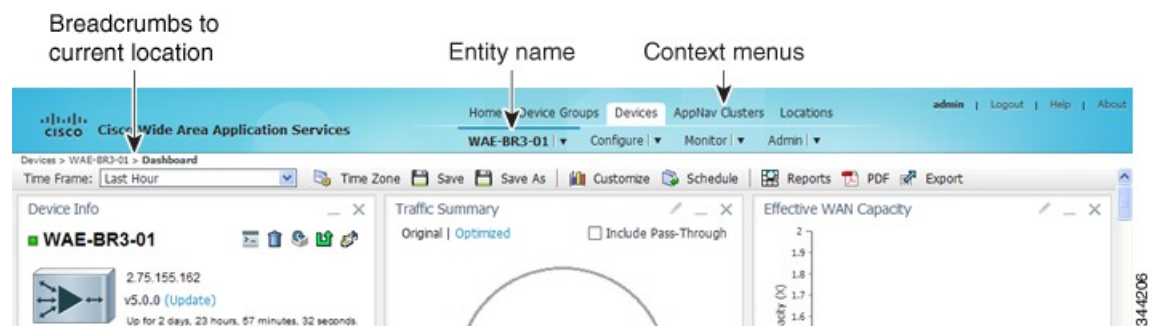 Breadcrumbs to
current location
Entity name
Context menus
Home Device Groups Devices AppNav Clusters Locations
admin | Logout | Help | About
CISCO Cisco Wide Area Application Services
WAE-BR3-01 | Configure | Monitor | Admin |
Devices > WAE-BR3-01 > Dashboard
Time Frame: Last Hour Time Zone Save Save As | Customize Schedule | Reports PDF Export
Device Info
WAE-BR3-01
2.75.155.162
v5.0.0 (Update)
Up for 2 days, 23 hours, 57 minutes, 32 seconds.
Traffic Summary
Original | Optimized Include Pass-Through
Effective WAN Capacity
2
1.9
1.8
1.7
1.6
(X)
344206